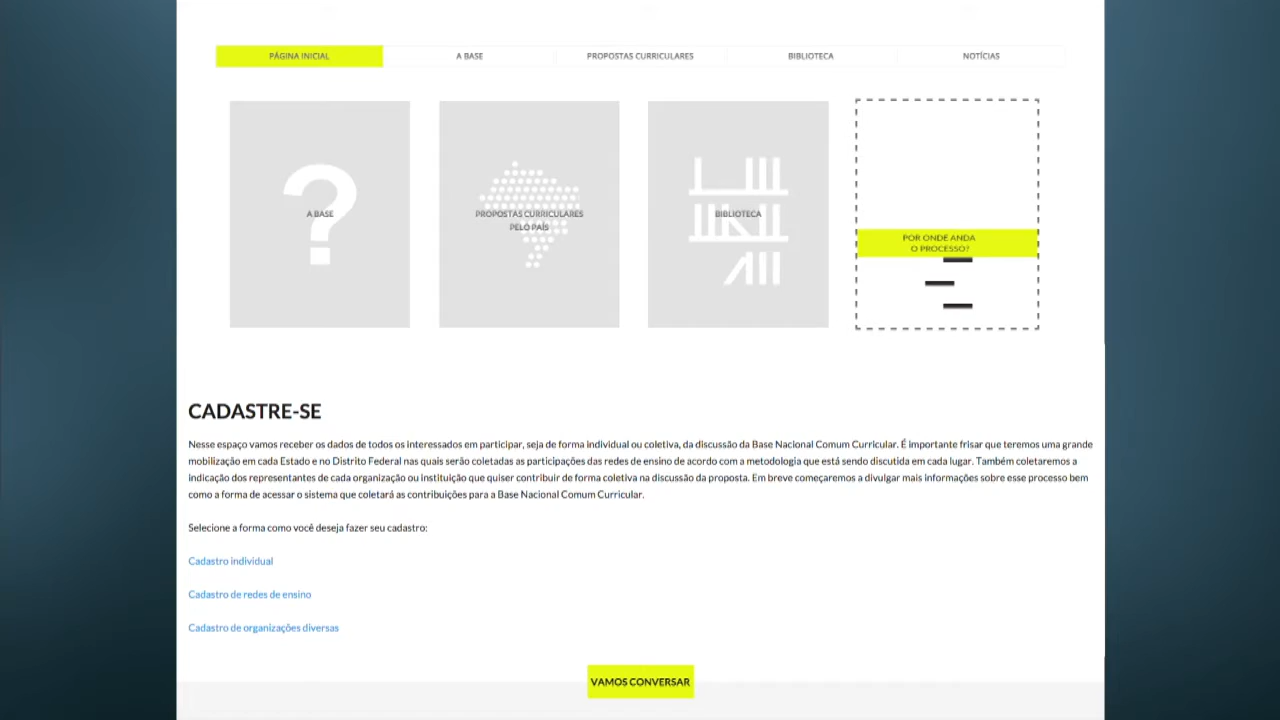 PÁGINA INICIAL
A BASE
PROPOSTAS CURRICULARES
BIBLIOTECA
NOTÍCIAS
A BASE
PROPOSTAS CURRICULARES
PELO PAÍS
BIBLIOTECA
POR ONDE ANDA
O PROCESSO?
CADASTRE-SE
Nesse espaço vamos receber os dados de todos os interessados em participar, seja de forma individual ou coletiva, da discussão da Base Nacional Comum Curricular. É importante frisar que teremos uma grande
mobilização em cada Estado e no Distrito Federal nas quais serão coletadas as participações das redes de ensino de acordo com a metodologia que está sendo discutida em cada lugar. Também coletaremos a
indicação dos representantes de cada organização ou instituição que quiser contribuir de forma coletiva na discussão da proposta. Em breve começaremos a divulgar mais informações sobre esse processo bem
como a forma de acessar o sistema que coletará as contribuições para a Base Nacional Comum Curricular.
Selecione a forma como você deseja fazer seu cadastro:
Cadastro individual
Cadastro de redes de ensino
Cadastro de organizações diversas
VAMOS CONVERSAR